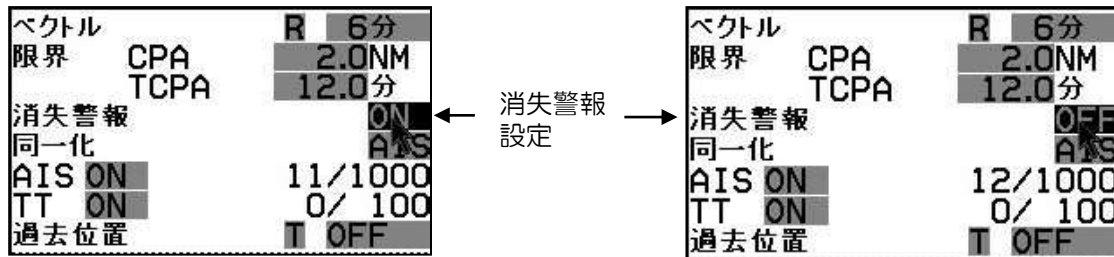 ベクトル R 6分
限界 CPA 2.0NM
TCPA 12.0分
消失警報 ON
同一化 AIS
AIS ON 11/1000
TT ON 0/ 100
過去位置 T OFF
消失警報
設定
ベクトル R 6分
限界 CPA 2.0NM
TCPA 12.0分
消失警報 OFF
同一化 AIS
AIS ON 12/1000
TT ON 0/ 100
過去位置 T OFF